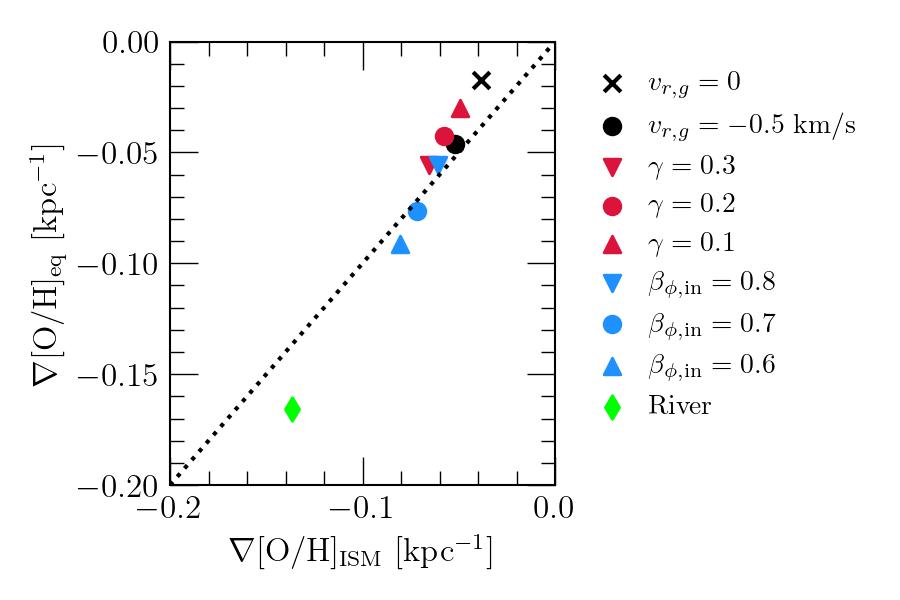 0.00
−0.05
−0.10
−0.15
−0.20
∇[O/H]eq [kpc−1]
−0.2
−0.1
0.0
∇[O/H]ISM [kpc−1]
vr,g = 0
vr,g = −0.5 km/s
γ = 0.3
γ = 0.2
γ = 0.1
βϕ,in = 0.8
βϕ,in = 0.7
βϕ,in = 0.6
River